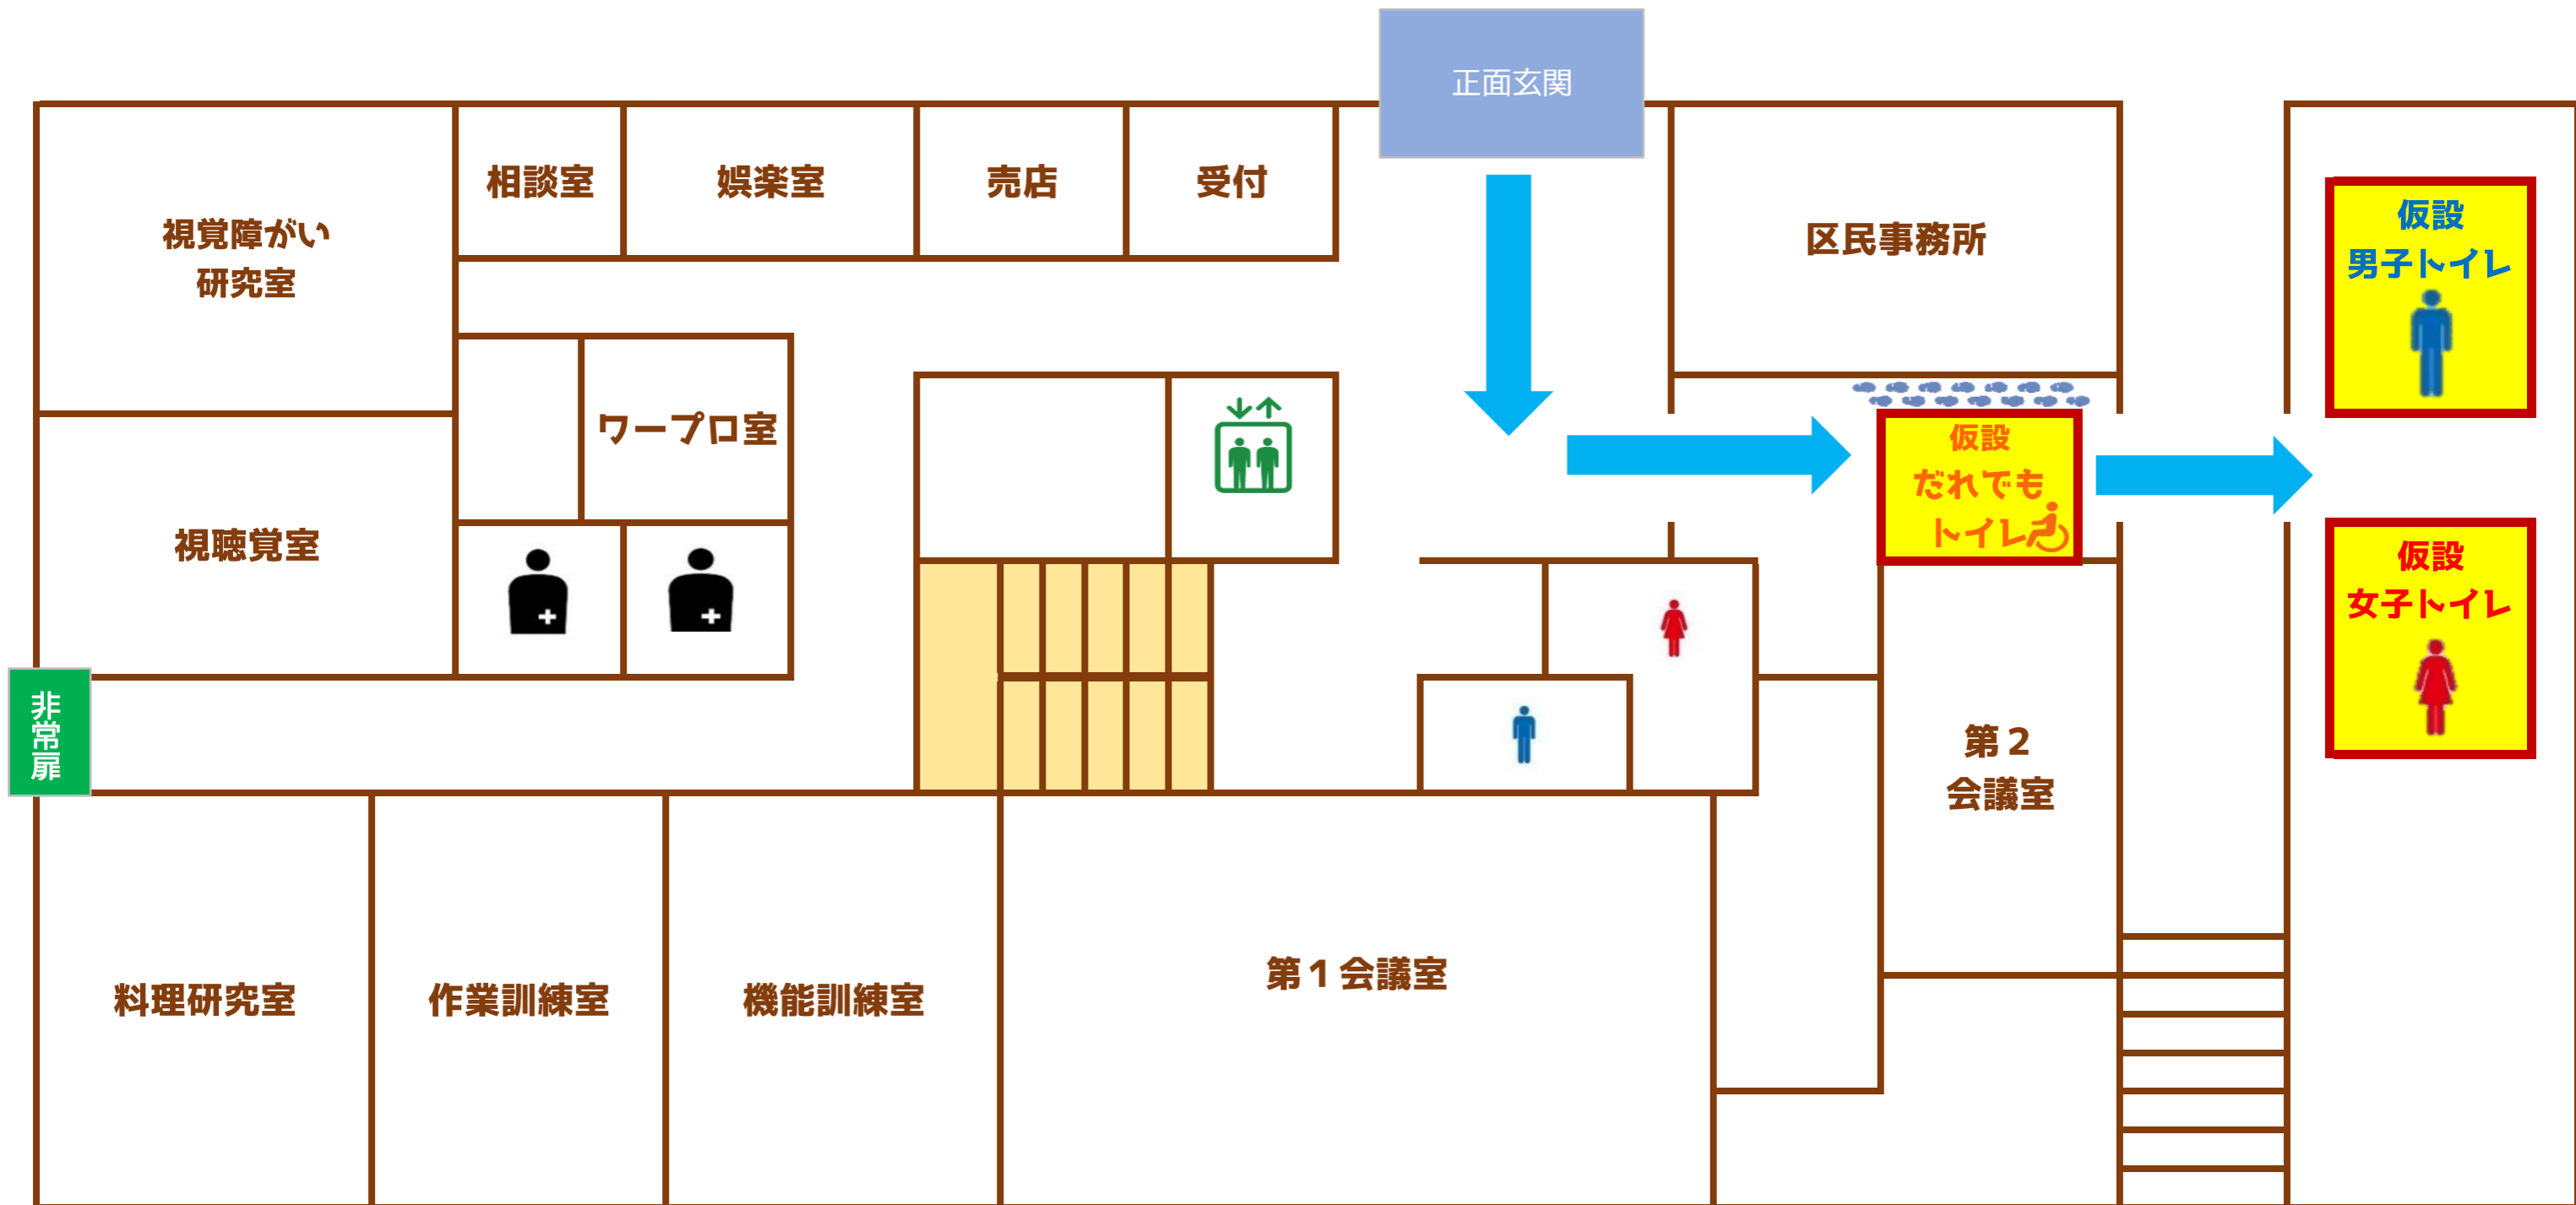 正面玄関
相談室
娯楽室
売店
受付
視覚障がい
研究室
区民事務所
仮設
男子トイレ
ワープロ室
仮設
だれでも
トイレ
視聴覚室
仮設
女子トイレ
非常扉
第２
会議室
料理研究室
作業訓練室
機能訓練室
第１会議室